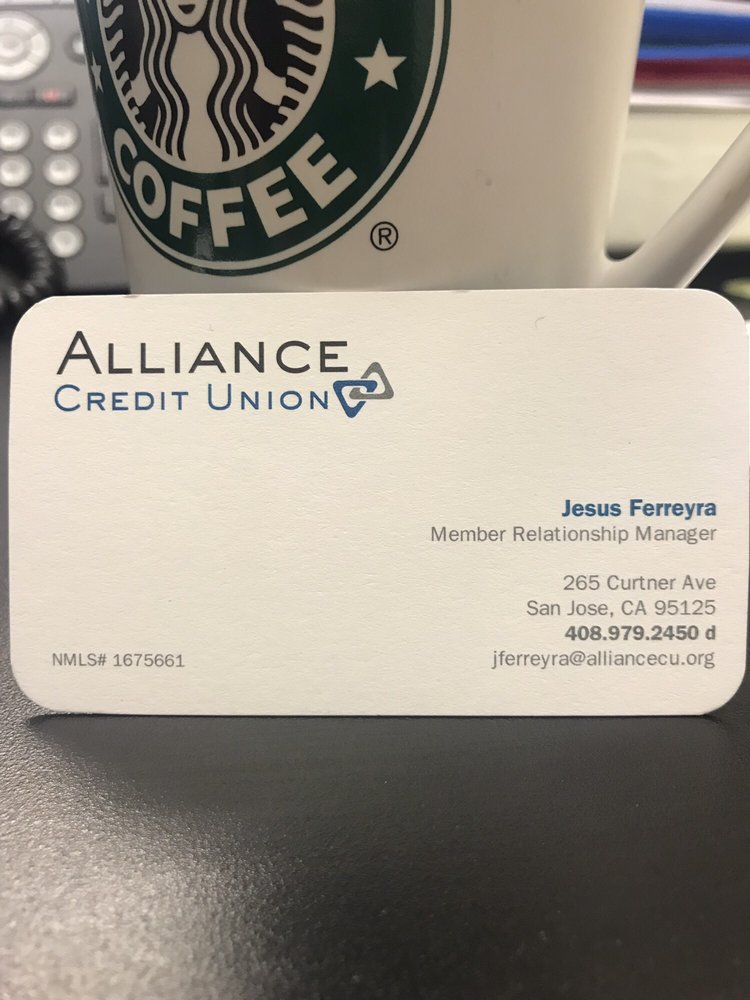 COFFEE
®
ALLIANCE
CREDIT UNION
Jesus Ferreyra
Member Relationship Manager
265 Curtner Ave
San Jose, CA 95125
408.979.2450 d
NMLS# 1675661
jferreyra@alliancecu.org